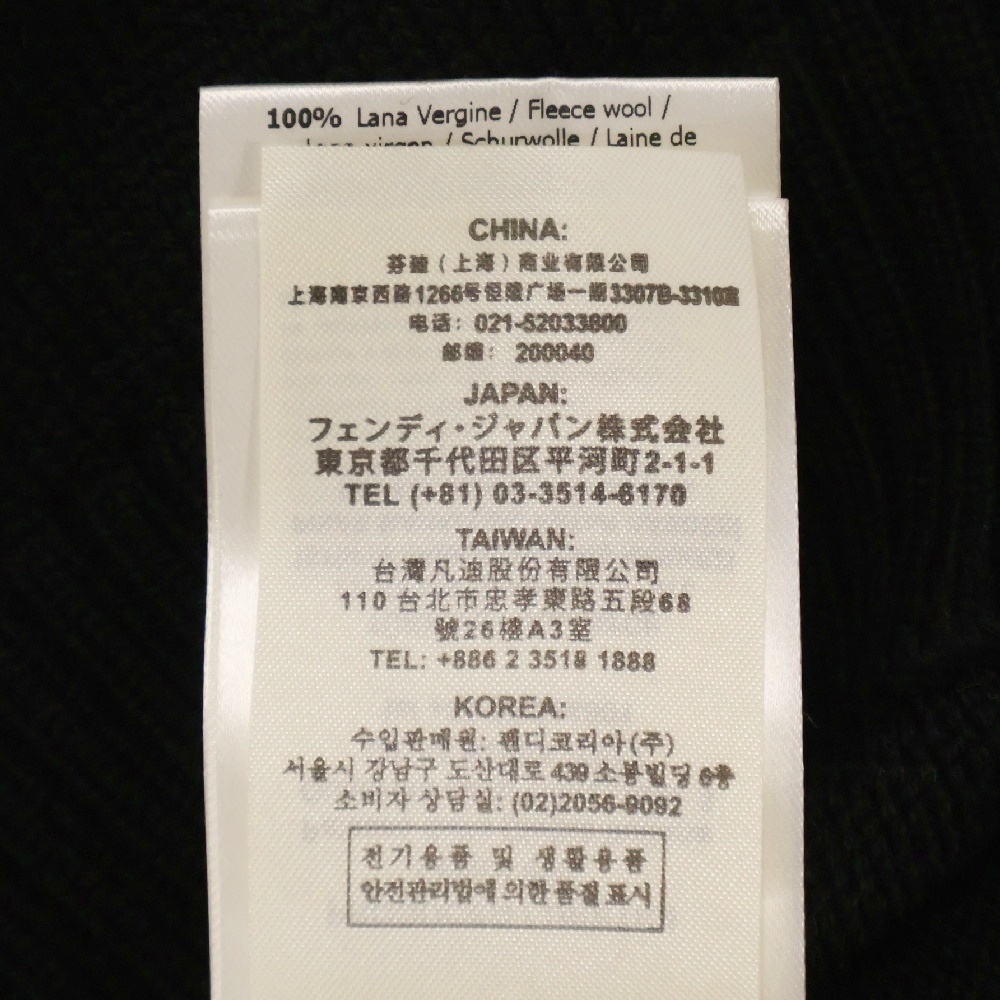 100% Lana Vergine / Fleece wool /
lana virgen / Schurwolle / Laine de
CHINA:
芬迪（上海）商业有限公司
上海南京西路1266号恒隆广场一期3307B-3310室
电话：021-52033800
邮编：200040
JAPAN:
フェンディ・ジャパン株式会社
東京都千代田区平河町2-1-1
TEL (+81) 03-3514-6170
TAIWAN:
台灣凡迪股份有限公司
110 台北市忠孝東路五段68
號26樓A3室
TEL: +886 2 3518 1888
KOREA:
수입판매원: 펜디코리아(주)
서울시 강남구 도산대로 439 소봉빌딩 6층
소비자 상담실: (02)2056-9092
전기용품 및 생활용품
안전관리법에 의한 품질표시